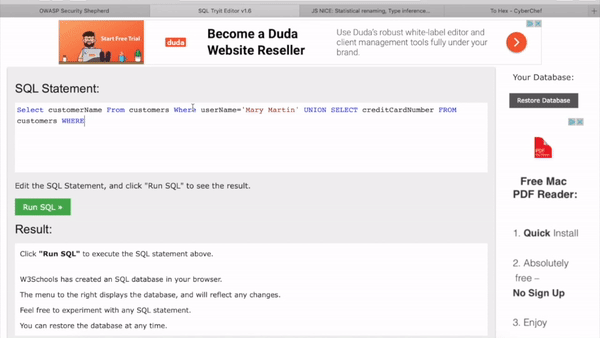 OWASP Security Shepherd
SQL Tryit Editor v1.6
JS NICE: Statistical renaming, Type inference...
To Hex - CyberChef
Start Free Trial
duda
Become a Duda
Website Reseller
Use Duda's robust white-label editor and
client management tools fully under your
brand.
SQL Statement:
Select customerName From customers Where userName='Mary Martin' UNION SELECT creditCardNumber FROM
customers WHERE
Edit the SQL Statement, and click "Run SQL" to see the result.
Run SQL »
Result:
Click "Run SQL" to execute the SQL statement above.
W3Schools has created an SQL database in your browser.
The menu to the right displays the database, and will reflect any changes.
Feel free to experiment with any SQL statement.
You can restore the database at any time.
Your Database:
Restore Database
PDF
Free Mac
PDF Reader:
1. Quick Install
2. Absolutely
free –
No Sign Up
3. Enjoy